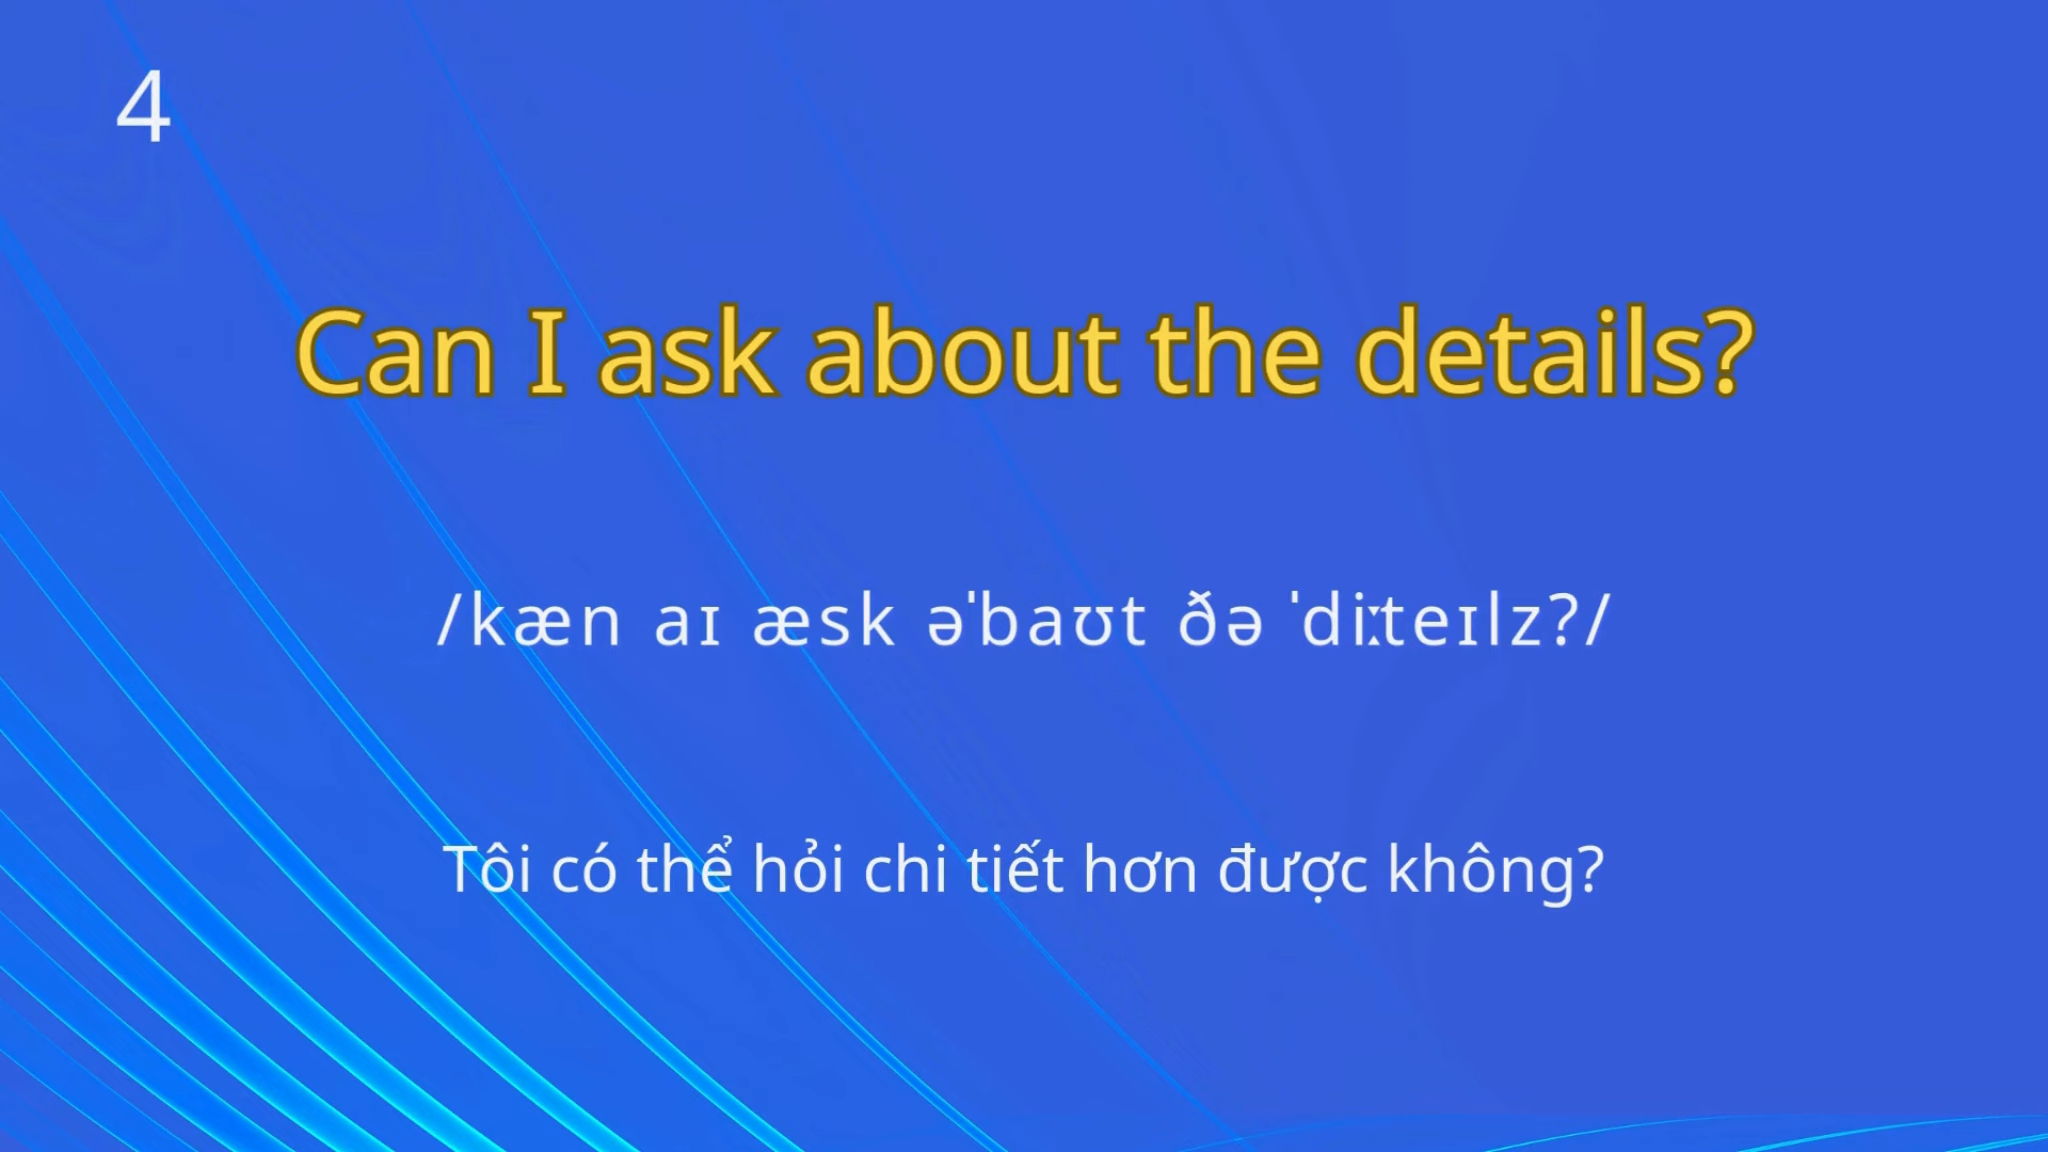 4
Can I ask about the details?
/kæn aɪ æsk əˈbaʊt ðə ˈdiːteɪlz?/
Tôi có thể hỏi chi tiết hơn được không?